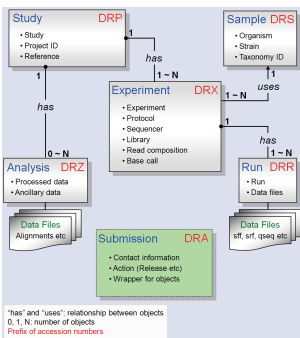 Study DRP
• Study
• Project ID
• Reference
Sample DRS
• Organism
• Strain
• Taxonomy ID
1
has
1 ~ N
1
has
0 ~ N
Experiment DRX
• Experiment
• Protocol
• Sequencer
• Library
• Read composition
• Base call
1
uses
1 ~ N
1
has
1 ~ N
Analysis DRZ
• Processed data
• Ancillary data
Data Files
Alignments etc
Run DRR
• Run
• Data files
Data Files
sff, srf, qseq etc
Submission DRA
• Contact information
• Action (Release etc)
• Wrapper for objects
"has" and "uses": relationship between objects
0, 1, N: number of objects
Prefix of accession numbers